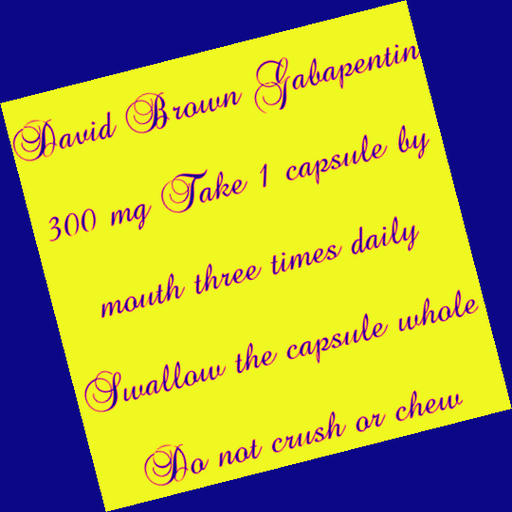 David Brown Gabapentin
300 mg Take 1 capsule by
mouth three times daily
Swallow the capsule whole
Do not crush or chew